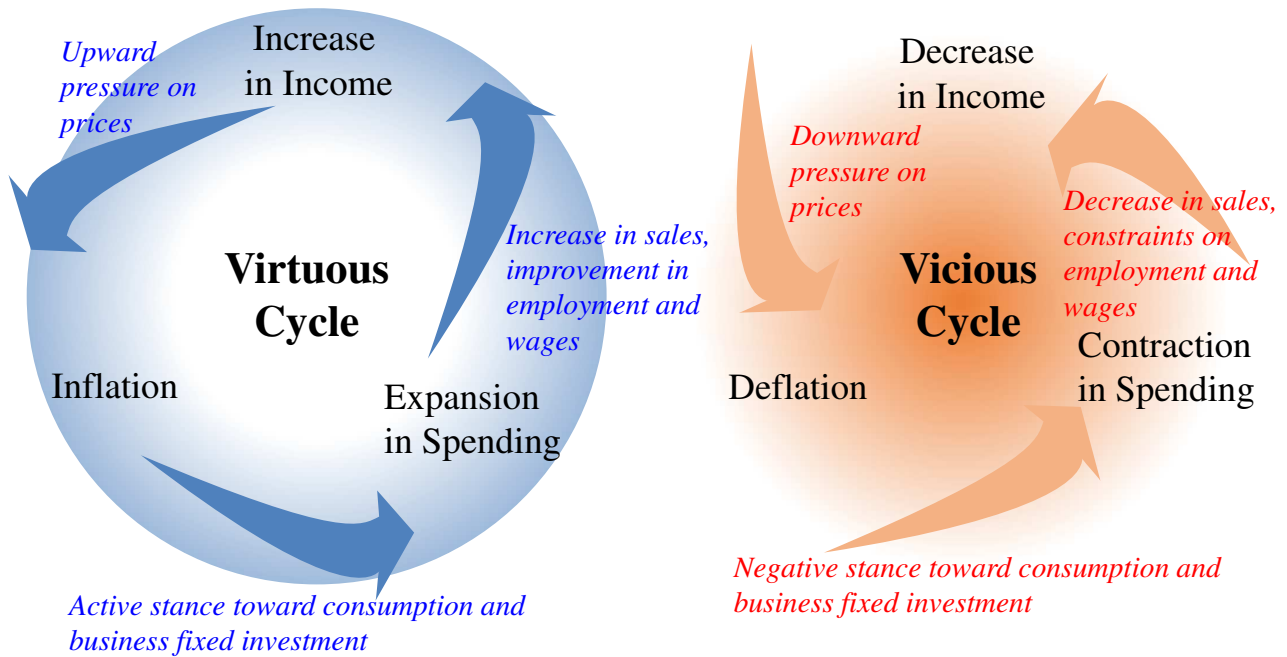 Increase
in Income
Upward
pressure on
prices
Virtuous
Cycle
Increase in sales,
improvement in
employment and
wages
Inflation
Expansion
in Spending
Active stance toward consumption and
business fixed investment
Decrease
in Income
Downward
pressure on
prices
Decrease in sales,
constraints on
employment and
wages
Vicious
Cycle
Deflation
Contraction
in Spending
Negative stance toward consumption and
business fixed investment